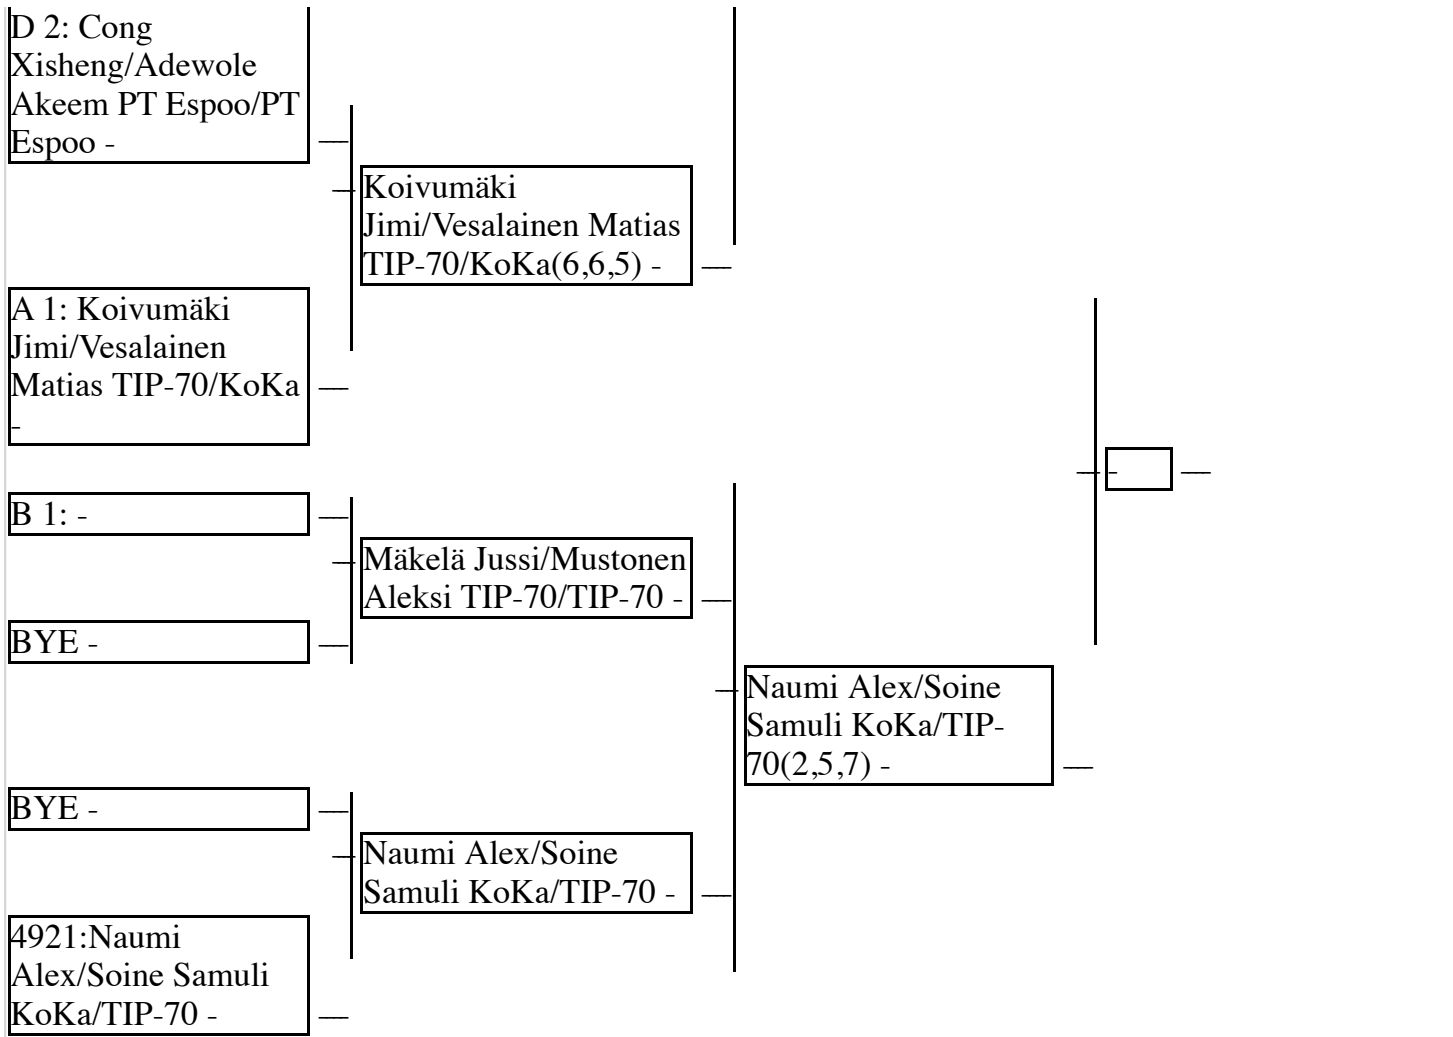 D 2: Cong
Xisheng/Adewole
Akeem PT Espoo/PT
Espoo -
Koivumäki
Jimi/Vesalainen Matias
TIP-70/KoKa(6,6,5) -
A 1: Koivumäki
Jimi/Vesalainen
Matias TIP-70/KoKa
-
-
B 1: -
Mäkelä Jussi/Mustonen
Aleksi TIP-70/TIP-70 -
BYE -
Naumi Alex/Soine
Samuli KoKa/TIP-
70(2,5,7) -
BYE -
Naumi Alex/Soine
Samuli KoKa/TIP-70 -
4921:Naumi
Alex/Soine Samuli
KoKa/TIP-70 -